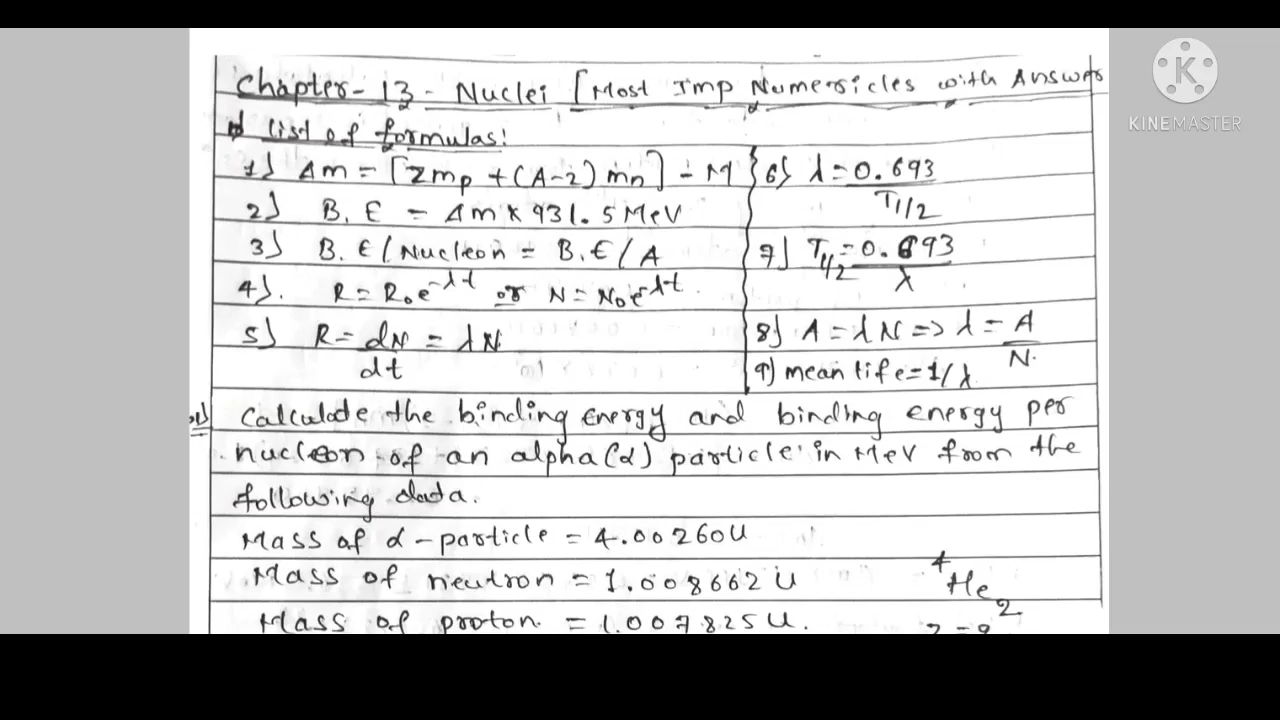 Chapter-13 - Nuclei [Most Imp Numericles with Answer
list of formulas:
1) Δm = [Zmp + (A-Z) mn] - M
2) B.E = Δm x 931.5 MeV
3) B.E/Nucleon = B.E/A
4). R = R₀e^-λt or N = N₀e^-λt.
5) R = dN/dt = λN
6) λ = 0.693/T1/2
7) T1/2 = 0.693/λ
8) A = λN => λ = A/N.
9) mean life = 1/λ
Calculate the binding energy and binding energy per
nucleon of an alpha(α) particle in MeV from the
following data.
Mass of α-particle = 4.00260U
Mass of neutron = 1.008662 U
⁴He₂
Mass of proton. = 1.007825U.
KINEMASTER